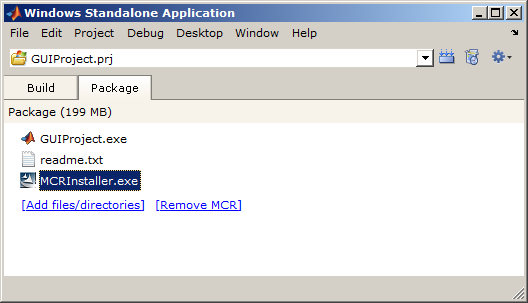 Windows Standalone Application
File Edit Project Debug Desktop Window Help
GUIProject.prj
Build Package
Package (199 MB)
GUIProject.exe
readme.txt
MCRInstaller.exe
[Add files/directories] [Remove MCR]